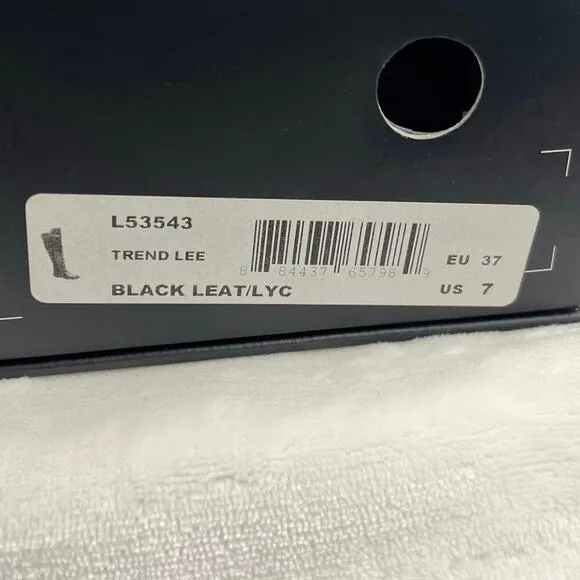 L53543
TREND LEE
8 84437 65798 9
EU 37
BLACK LEAT/LYC
US 7